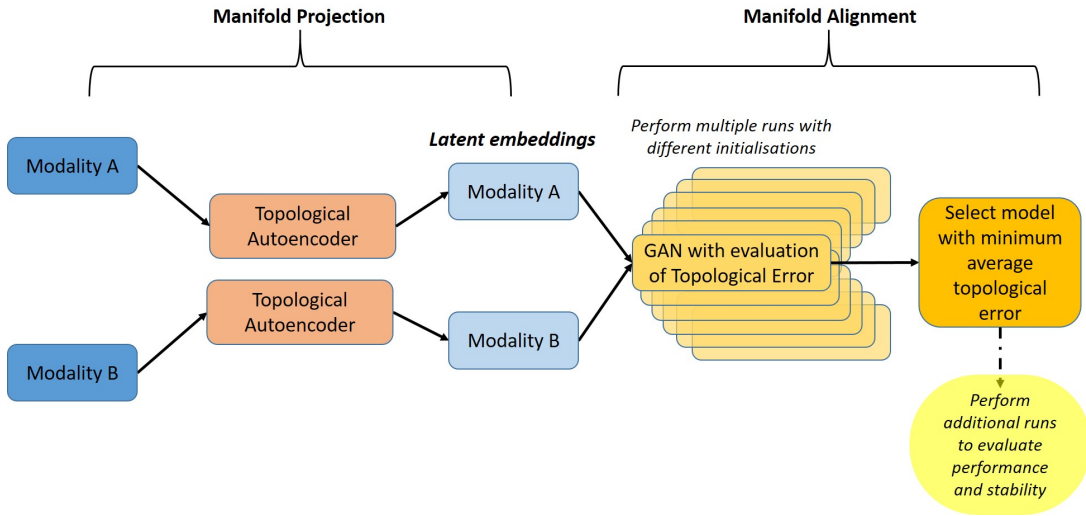 Manifold Projection
Manifold Alignment
Latent embeddings
Perform multiple runs with
different initialisations
Modality A
Topological
Autoencoder
Modality A
Topological
Autoencoder
Modality B
Modality B
GAN with evaluation
of Topological Error
Select model
with minimum
average
topological
error
Perform
additional runs
to evaluate
performance
and stability